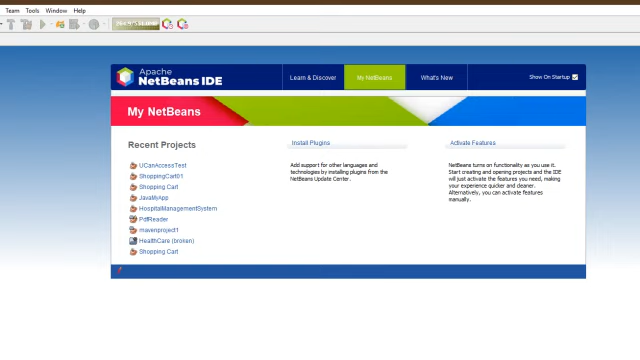 Team Tools Window Help
Apache
NetBeans IDE
Learn & Discover
My NetBeans
What's New
Show On Startup
My NetBeans
Recent Projects
UCanAccessTest
ShoppingCart01
Shopping Cart
JavaMyApp
HospitalManagementSystem
PdfReader
mavenproject1
HealthCare (broken)
Shopping Cart
Install Plugins
Add support for other languages and
technologies by installing plugins from the
NetBeans Update Center.
Activate Features
NetBeans turns on functionality as you use it.
Start creating and opening projects and the IDE
will just activate the features you need, making
your experience quicker and cleaner.
Alternatively, you can activate features
manually.